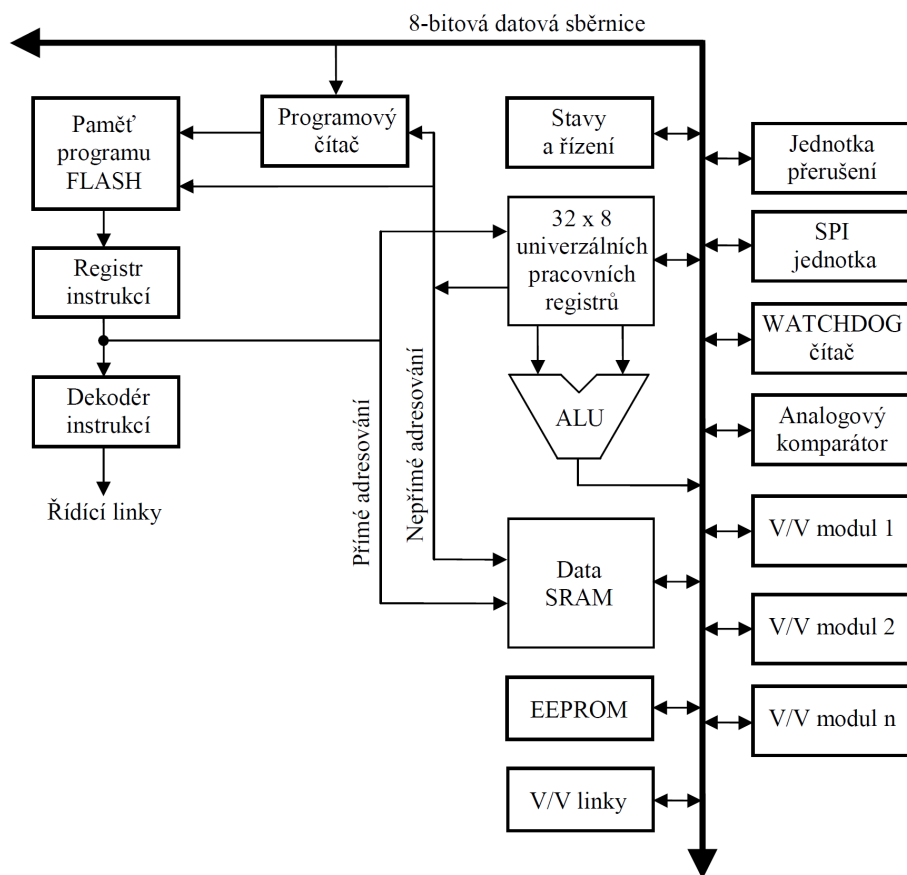 8-bitová datová sběrnice
Paměť
programu
FLASH
Programový
čítač
Stavy
a řízení
Jednotka
přerušení
Registr
instrukcí
32 x 8
univerzálních
pracovních
registrů
SPI
jednotka
WATCHDOG
čítač
Dekodér
instrukcí
Přímé adresování
Nepřímé adresování
ALU
Analogový
komparátor
Řídící linky
Data
SRAM
V/V modul 1
V/V modul 2
EEPROM
V/V modul n
V/V linky